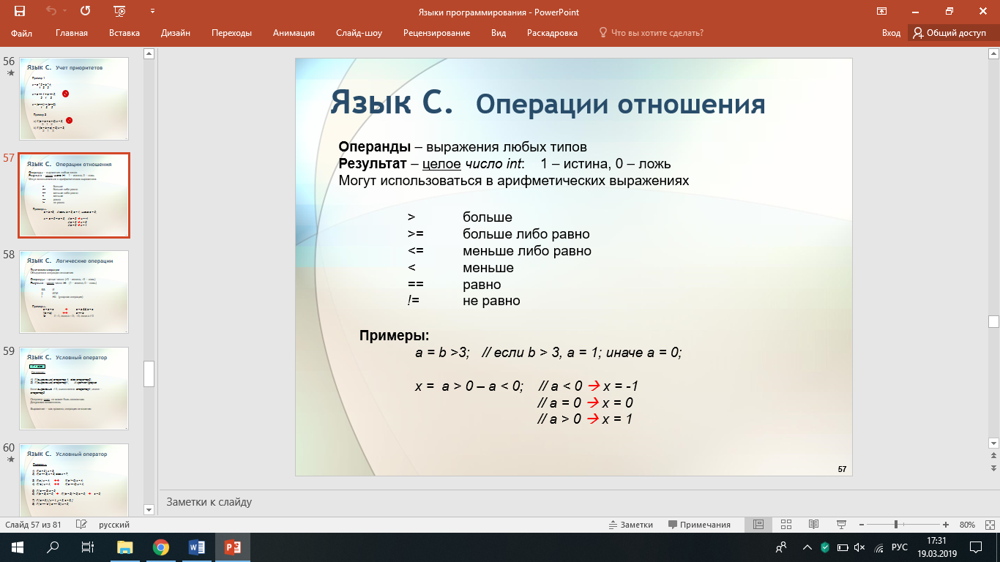 Языки программирования - PowerPoint
Файл Главная Вставка Дизайн Переходы Анимация Слайд-шоу Рецензирование Вид Раскадровка Что вы хотите сделать? Вход Общий доступ
56
Язык С. Учет приоритетов
57
Язык С. Операции отношения
58
Язык С. Логические операции
59
Язык С. Условный оператор
60
Язык С. Условный оператор
Язык С. Операции отношения
Операнды – выражения любых типов
Результат – целое число int: 1 – истина, 0 – ложь
Могут использоваться в арифметических выражениях
> больше
>= больше либо равно
<= меньше либо равно
< меньше
== равно
!= не равно
Примеры:
a = b >3; // если b > 3, a = 1; иначе a = 0;
x = a > 0 – a < 0; // a < 0 → x = -1
// a = 0 → x = 0
// a > 0 → x = 1
57
Заметки к слайду
Слайд 57 из 81 русский Заметки Примечания 80%
РУС
17:31
19.03.2019